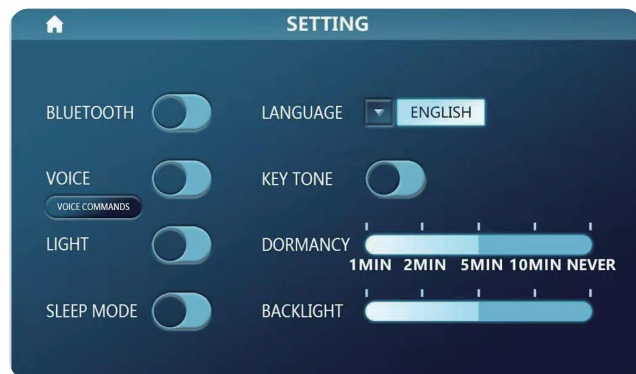 SETTING
BLUETOOTH
LANGUAGE ENGLISH
VOICE
KEY TONE
VOICE COMMANDS
LIGHT
DORMANCY
1MIN 2MIN 5MIN 10MIN NEVER
SLEEP MODE
BACKLIGHT